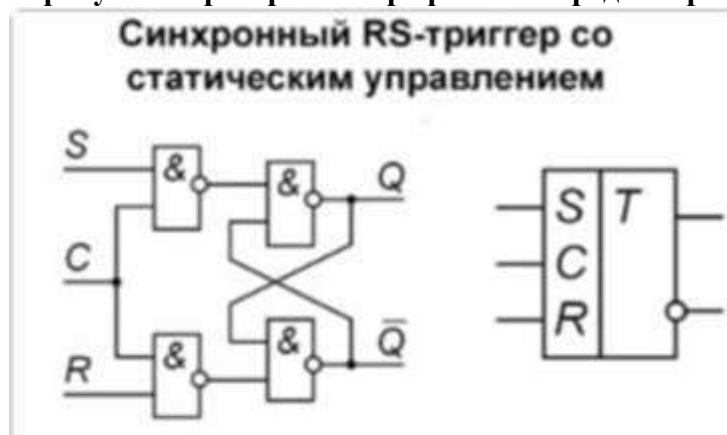 Синхронный RS-триггер со
статическим управлением
S
&
&
Q
C
R
&
&
Q̅
S
T
C
R